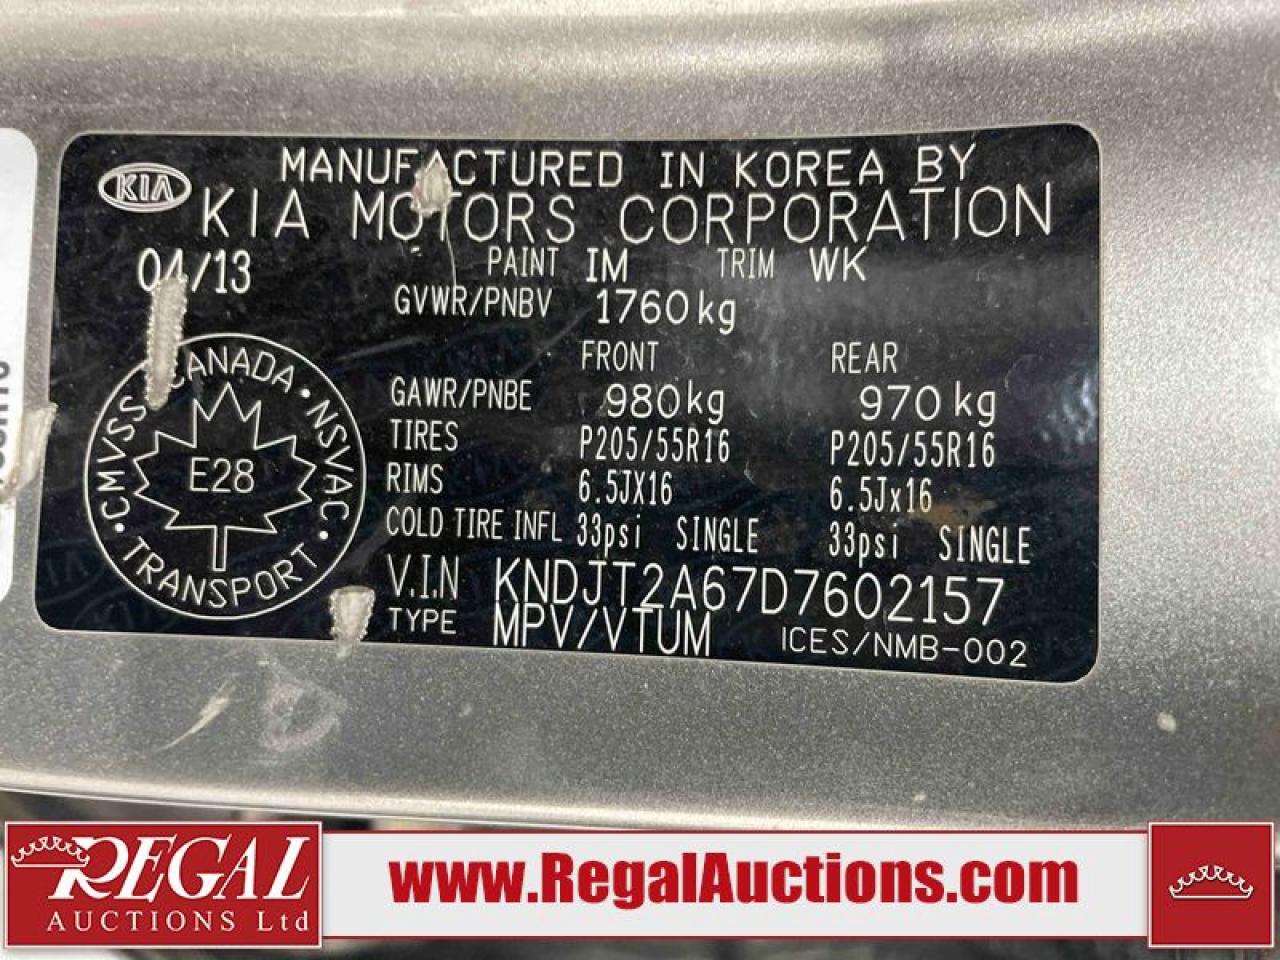 KIA
MANUFACTURED IN KOREA BY
KIA MOTORS CORPORATION
04/13
PAINT IM TRIM WK
GVWR/PNBV 1760kg
FRONT REAR
GAWR/PNBE 980kg 970kg
TIRES P205/55R16 P205/55R16
RIMS 6.5JX16 6.5Jx16
COLD TIRE INFL 33psi SINGLE 33psi SINGLE
V.I.N KNDJT2A67D7602157
TYPE MPV/VTUM ICES/NMB-002
CANADA • NSVAC • TRANSPORT • CMVSS
E28
REGAL
AUCTIONS Ltd
www.RegalAuctions.com